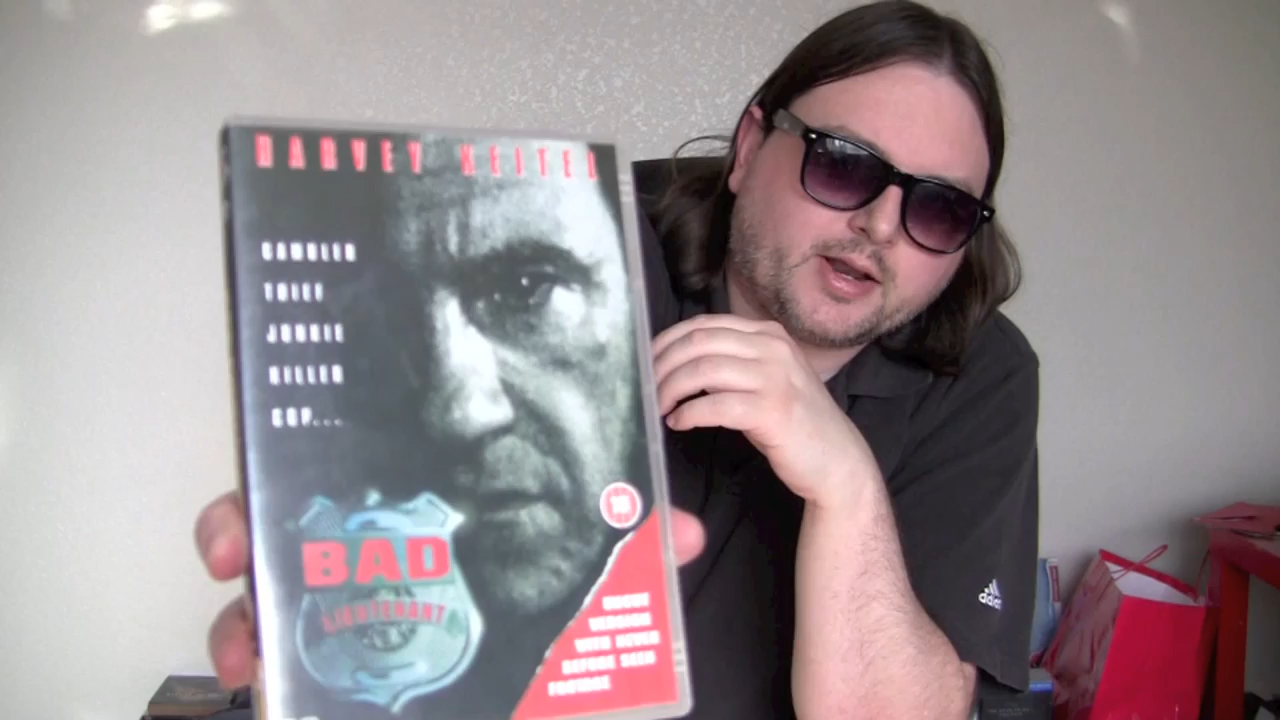 HARVEY KEITEL
GAMBLER
THIEF
JUNKIE
KILLER
COP....
18
BAD
LIEUTENANT
UNCUT
VERSION
WITH NEVER
BEFORE SEEN
FOOTAGE
adidas